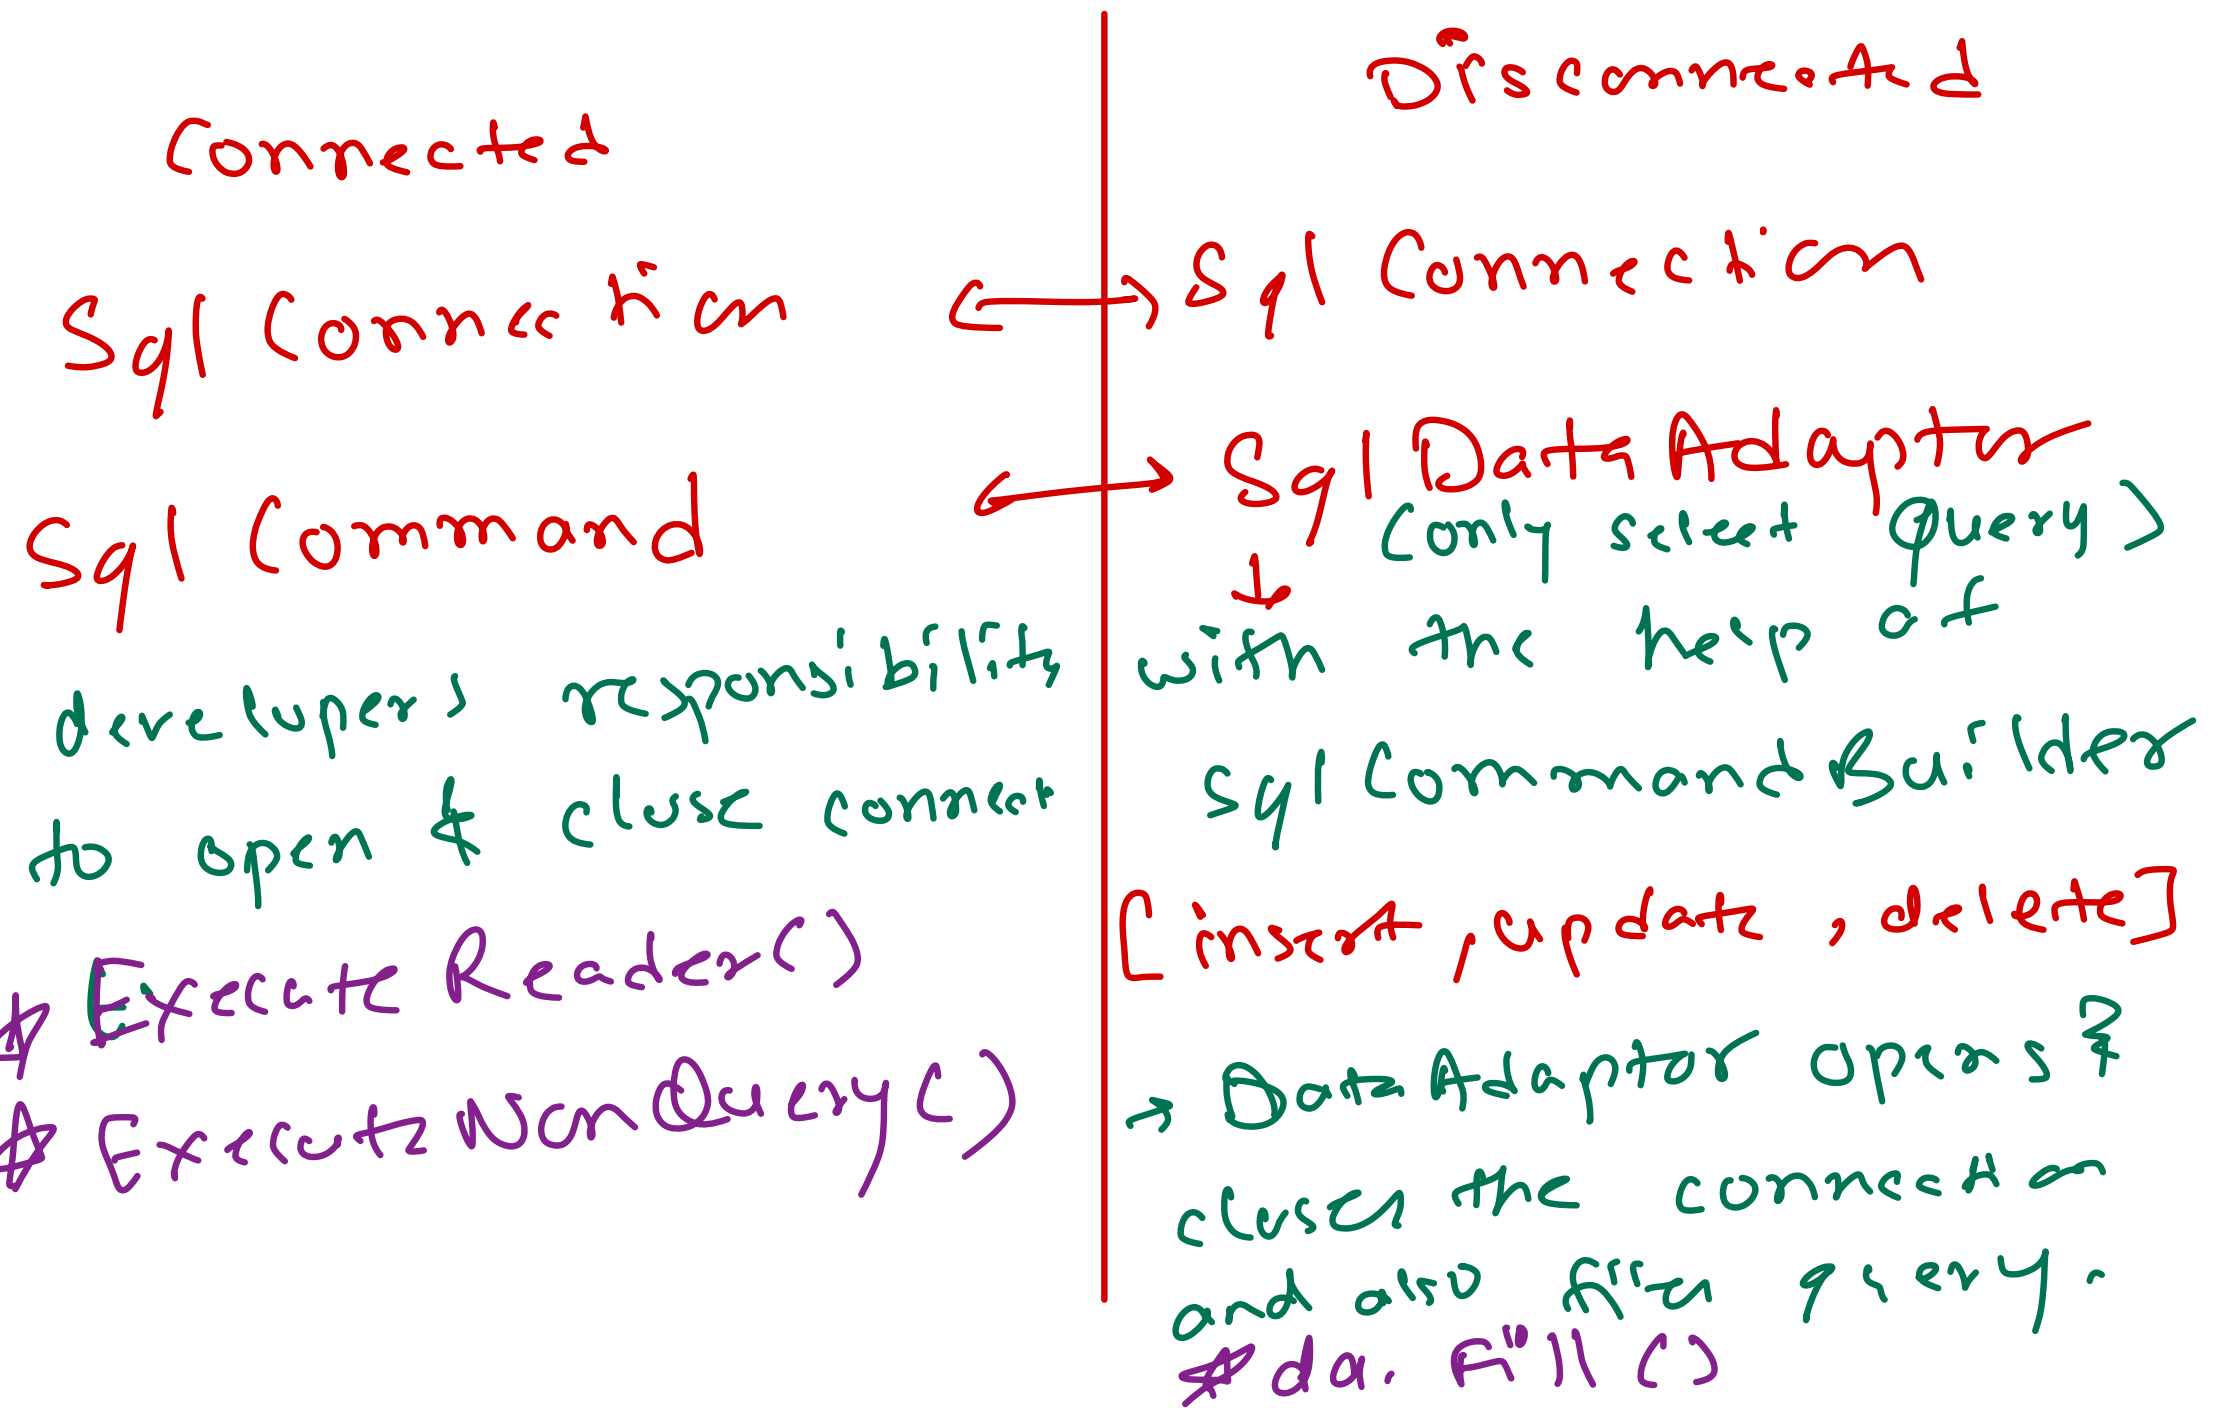 Connected
Sql Connection
Sql Command
developers responsibility
to open & close connect
* ExecuteReader()
* ExecuteNonQuery()
Disconnected
<-> Sql Connection
<-> Sql DataAdaptor
(only select Query)
↓
with the help of
sql CommandBuilder
[insert, update, delete]
→ DataAdaptor opens &
closes the connection
and also fires query.
* da. Fill()